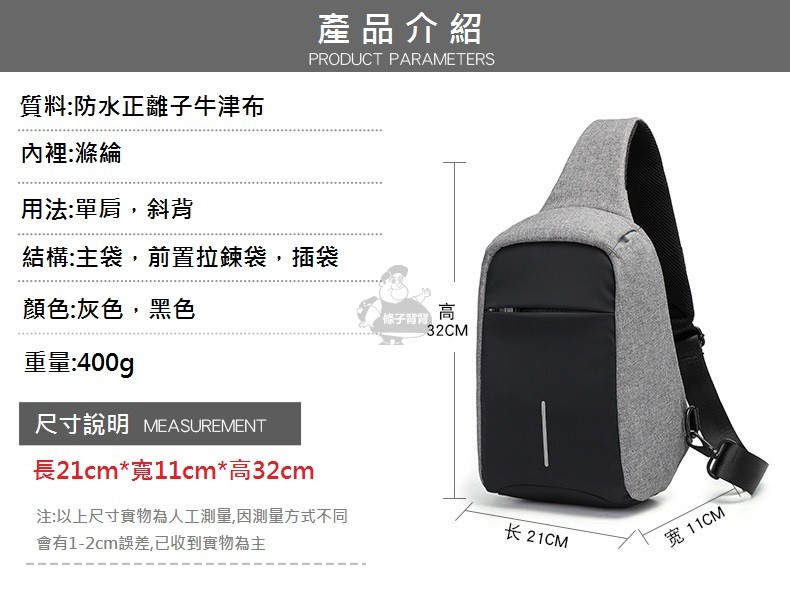 產品介紹
PRODUCT PARAMETERS
質料:防水正離子牛津布
內裡:滌綸
用法:單肩，斜背
結構:主袋，前置拉鍊袋，插袋
顏色:灰色，黑色
重量:400g
尺寸說明 MEASUREMENT
長21cm*寬11cm*高32cm
注:以上尺寸實物為人工測量,因測量方式不同
會有1-2cm誤差,已收到實物為主
條子背背
高
32CM
长 21CM
宽 11CM